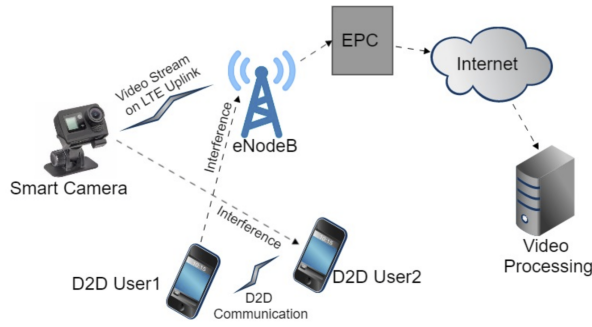 EPC
Internet
Video Stream
on LTE Uplink
Interference
eNodeB
Smart Camera
Interference
Video
Processing
D2D User1
D2D User2
D2D
Communication